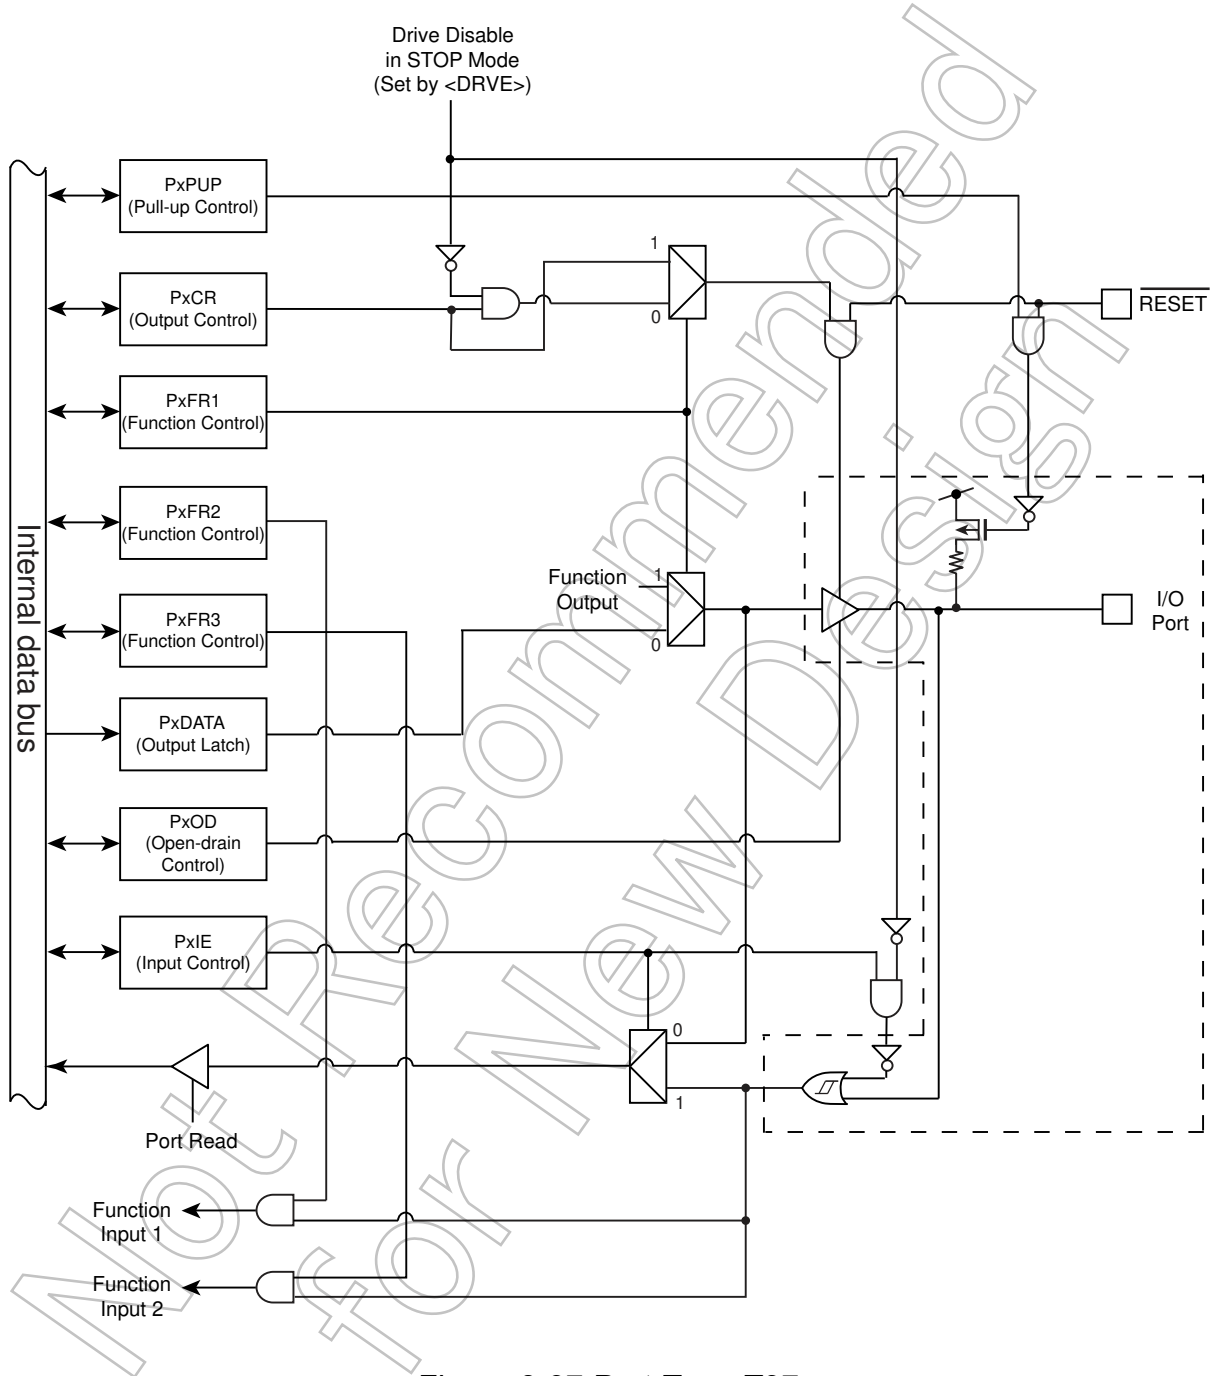 Drive Disable
in STOP Mode
(Set by <DRVE>)
PxPUP
(Pull-up Control)
1
PxCR
(Output Control)
0
RESET
PxFR1
(Function Control)
PxFR2
(Function Control)
Function
Output
1
0
I/O
Port
PxFR3
(Function Control)
Internal data bus
PxDATA
(Output Latch)
PxOD
(Open-drain
Control)
PxIE
(Input Control)
0
1
Port Read
Function
Input 1
Function
Input 2
Not Recommended
for New Design